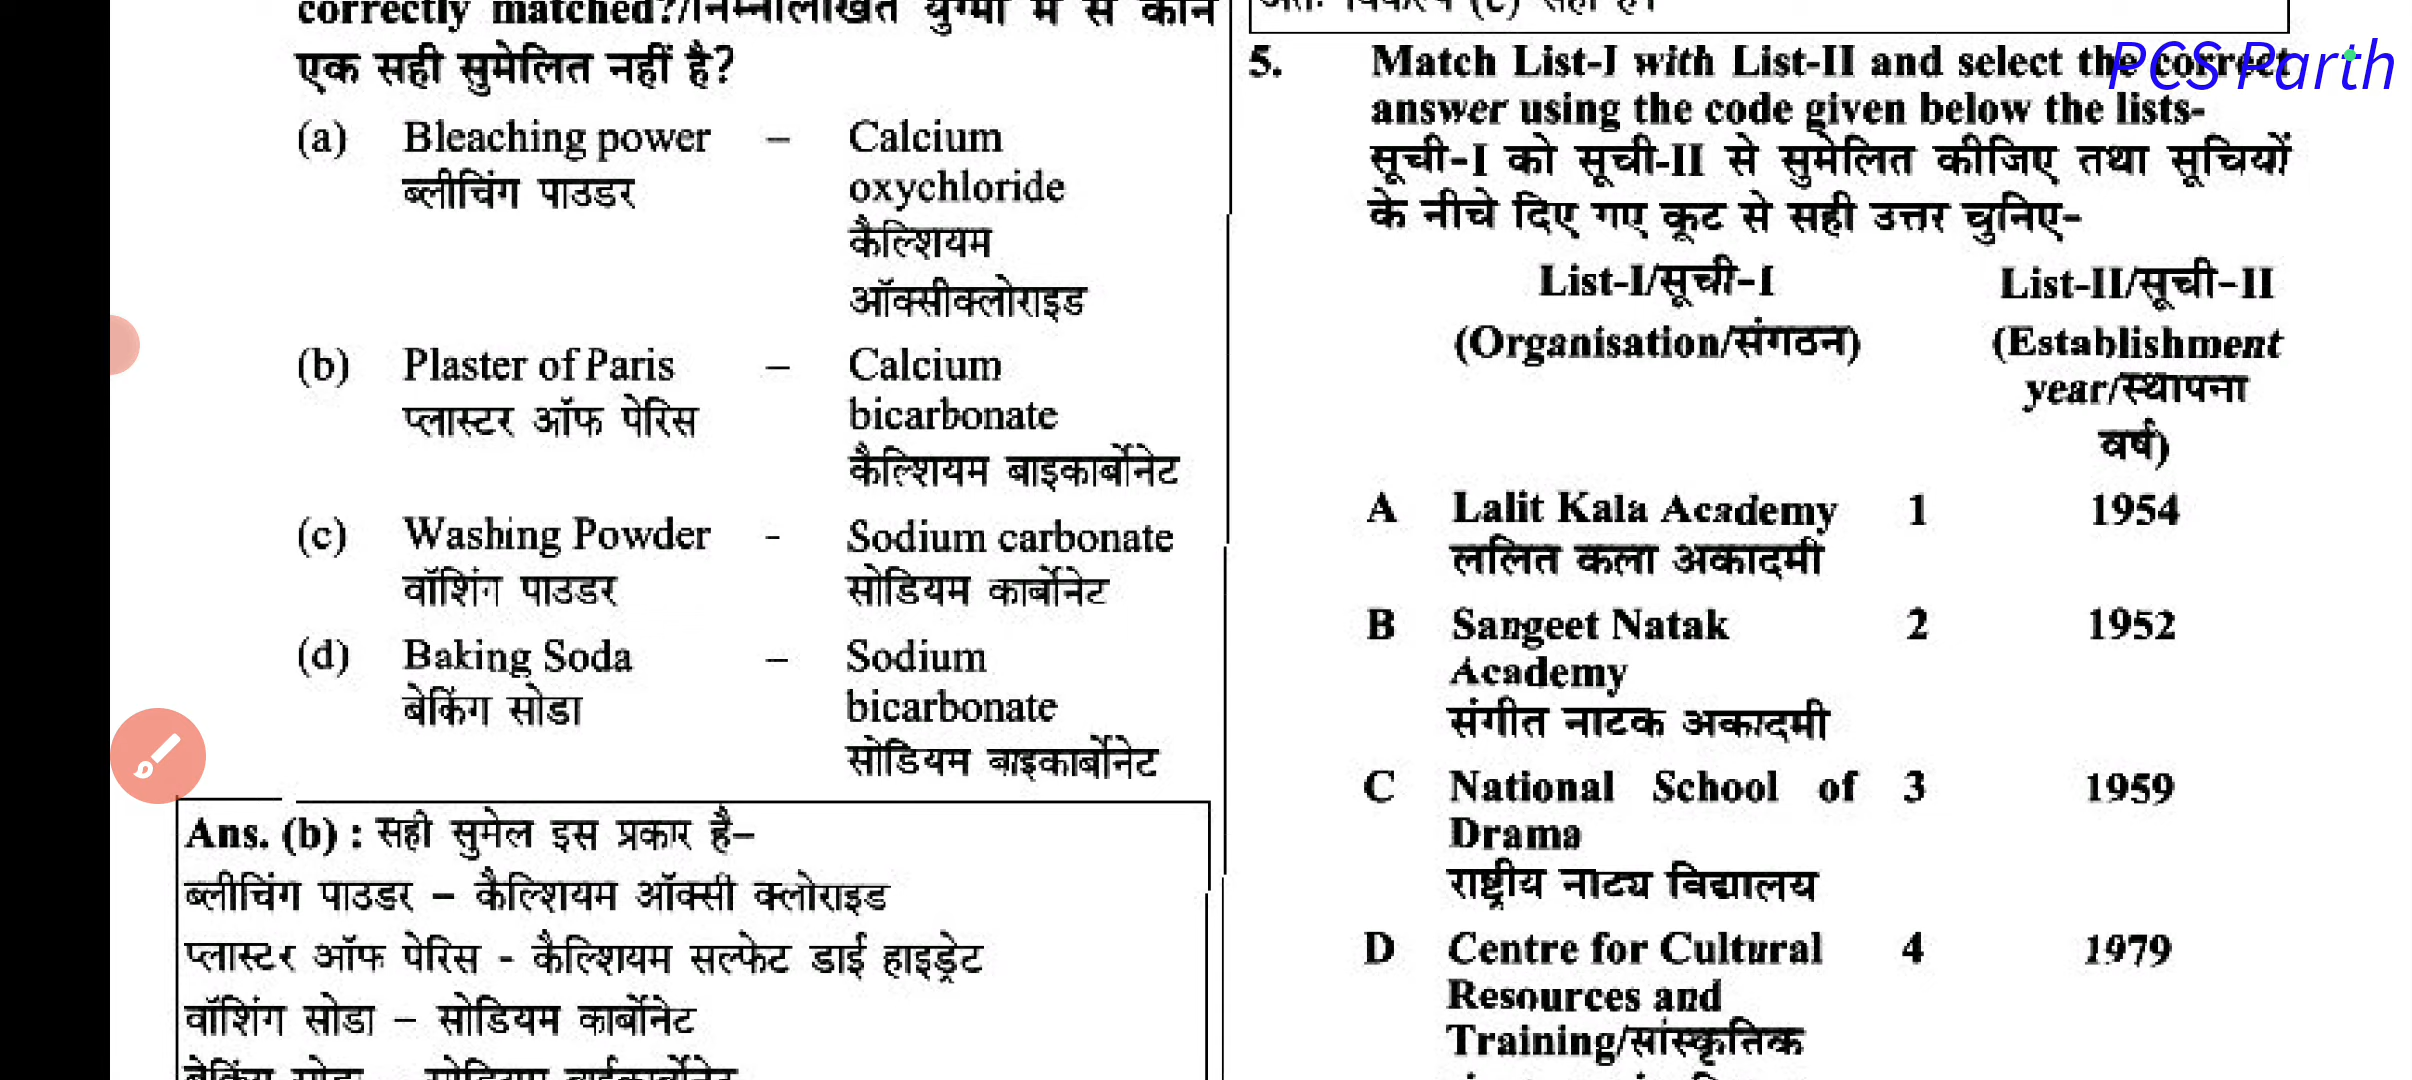 correctly matched?/निम्नलिखित युग्मों में से कौन
एक सही सुमेलित नहीं है?
(a) Bleaching power – Calcium
ब्लीचिंग पाउडर oxychloride
कैल्शियम
ऑक्सीक्लोराइड
(b) Plaster of Paris – Calcium
प्लास्टर ऑफ पेरिस bicarbonate
कैल्शियम बाइकार्बोनेट
(c) Washing Powder - Sodium carbonate
वॉशिंग पाउडर सोडियम कार्बोनेट
(d) Baking Soda – Sodium
बेकिंग सोडा bicarbonate
सोडियम बाइकार्बोनेट
Ans. (b) : सही सुमेल इस प्रकार है–
ब्लीचिंग पाउडर – कैल्शियम ऑक्सी क्लोराइड
प्लास्टर ऑफ पेरिस - कैल्शियम सल्फेट डाई हाइड्रेट
वॉशिंग सोडा – सोडियम कार्बोनेट
बेकिंग सोडा – सोडियम बाईकार्बोनेट
अतः विकल्प (c) सही है।
PCS Parth
5. Match List-I with List-II and select the correct
answer using the code given below the lists-
सूची-I को सूची-II से सुमेलित कीजिए तथा सूचियों
के नीचे दिए गए कूट से सही उत्तर चुनिए-
List-I/सूची-I List-II/सूची-II
(Organisation/संगठन) (Establishment
year/स्थापना
वर्ष)
A Lalit Kala Academy 1 1954
ललित कला अकादमी
B Sangeet Natak 2 1952
Academy
संगीत नाटक अकादमी
C National School of 3 1959
Drama
राष्ट्रीय नाट्य विद्यालय
D Centre for Cultural 4 1979
Resources and
Training/सांस्कृतिक